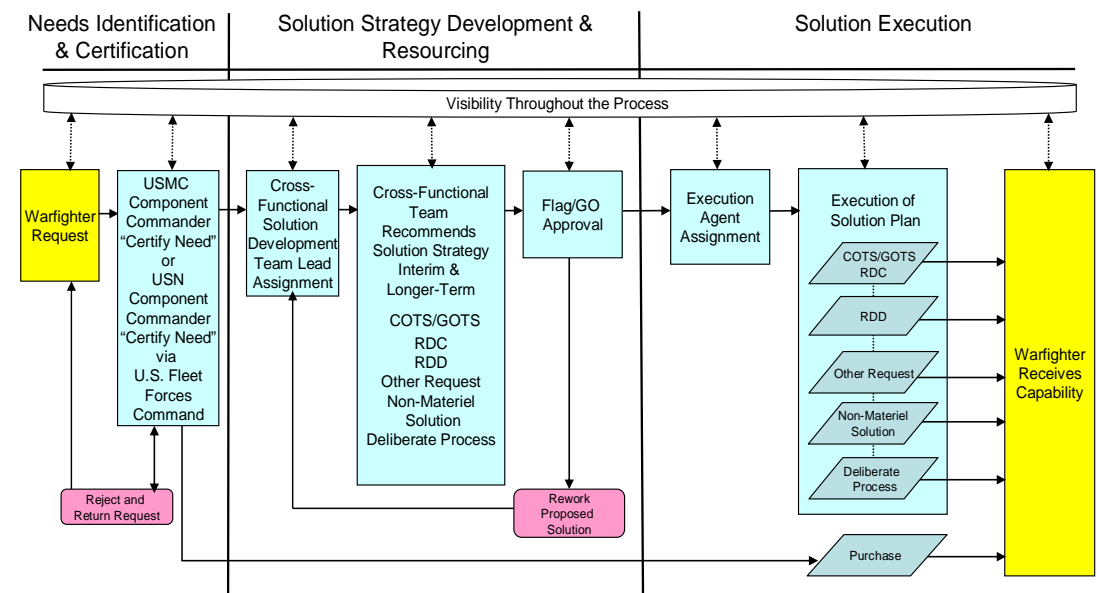 Needs Identification
& Certification
Solution Strategy Development &
Resourcing
Solution Execution
Visibility Throughout the Process
Warfighter
Request
USMC
Component
Commander
“Certify Need”
or
USN
Component
Commander
“Certify Need”
via
U.S. Fleet
Forces
Command
Reject and
Return Request
Cross-
Functional
Solution
Development
Team Lead
Assignment
Cross-Functional
Team
Recommends
Solution Strategy
Interim &
Longer-Term
COTS/GOTS
RDC
RDD
Other Request
Non-Materiel
Solution
Deliberate Process
Flag/GO
Approval
Rework
Proposed
Solution
Execution
Agent
Assignment
Execution of
Solution Plan
COTS/GOTS
RDC
RDD
Other Request
Non-Materiel
Solution
Deliberate
Process
Purchase
Warfighter
Receives
Capability